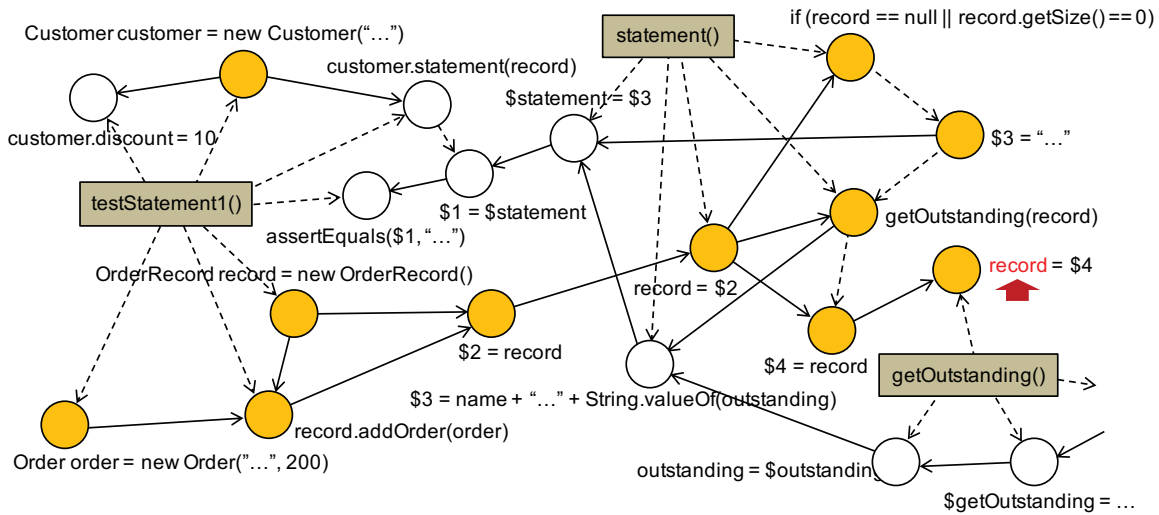 if (record == null || record.getSize() == 0)
Customer customer = new Customer(“…”)
statement()
customer.statement(record)
$statement = $3
customer.discount = 10
$3 = “…”
testStatement1()
$1 = $statement
getOutstanding(record)
assertEquals($1, “…”)
OrderRecord record = new OrderRecord()
record = $2
record = $4
$2 = record
$4 = record
getOutstanding()
$3 = name + “…” + String.valueOf(outstanding)
record.addOrder(order)
Order order = new Order(”…”, 200)
outstanding = $outstanding
$getOutstanding = …